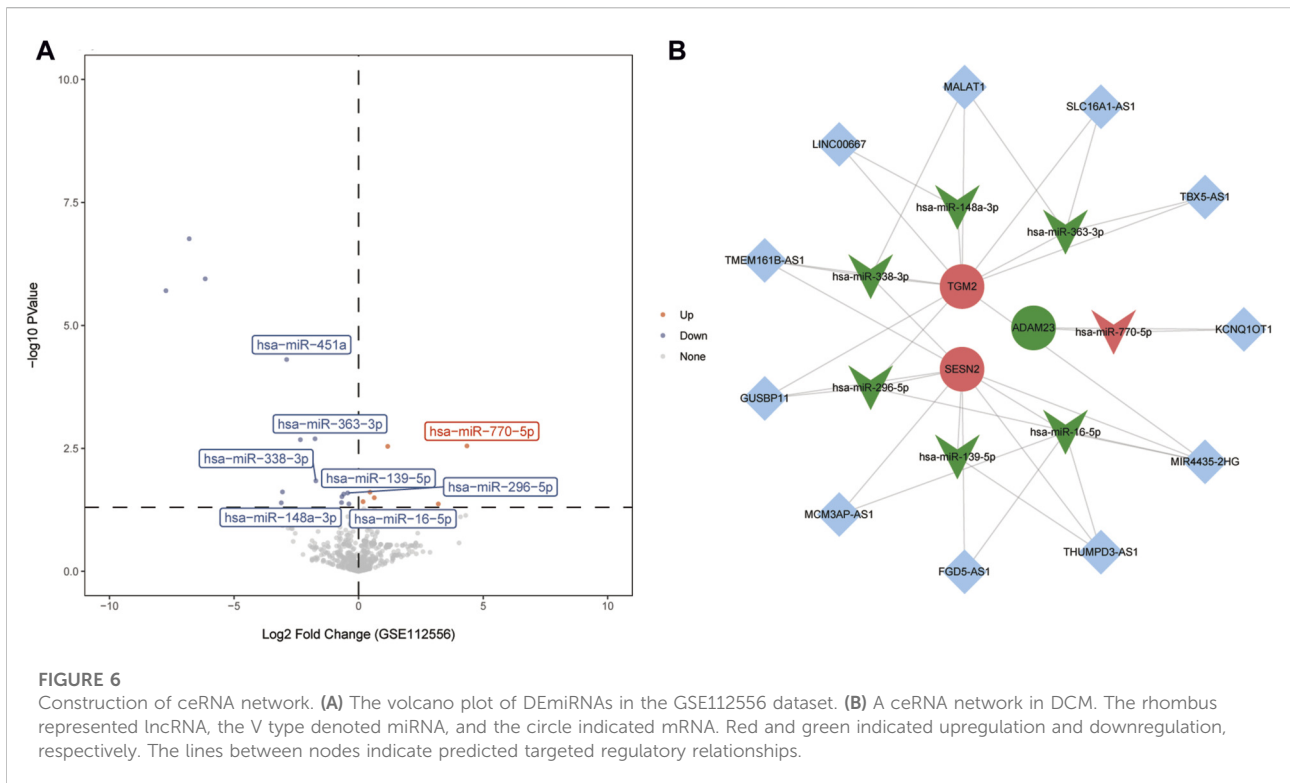 A
10.0
7.5
5.0
2.5
0.0
−log10 PValue
hsa−miR−451a
hsa−miR−363−3p
hsa−miR−770−5p
hsa−miR−338−3p
hsa−miR−139−5p
hsa−miR−296−5p
hsa−miR−148a−3p
hsa−miR−16−5p
−10
−5
0
5
10
Log2 Fold Change (GSE112556)
Up
Down
None
B
MALAT1
SLC16A1-AS1
LINC00667
TBX5-AS1
hsa-miR-148a-3p
hsa-miR-363-3p
TMEM161B-AS1
hsa-miR-338-3p
TGM2
ADAM23
hsa-miR-770-5p
KCNQ1OT1
SESN2
hsa-miR-296-5p
GUSBP11
hsa-miR-16-5p
hsa-miR-139-5p
MIR4435-2HG
MCM3AP-AS1
THUMPD3-AS1
FGD5-AS1
FIGURE 6
Construction of ceRNA network. (A) The volcano plot of DEmiRNAs in the GSE112556 dataset. (B) A ceRNA network in DCM. The rhombus
represented lncRNA, the V type denoted miRNA, and the circle indicated mRNA. Red and green indicated upregulation and downregulation,
respectively. The lines between nodes indicate predicted targeted regulatory relationships.